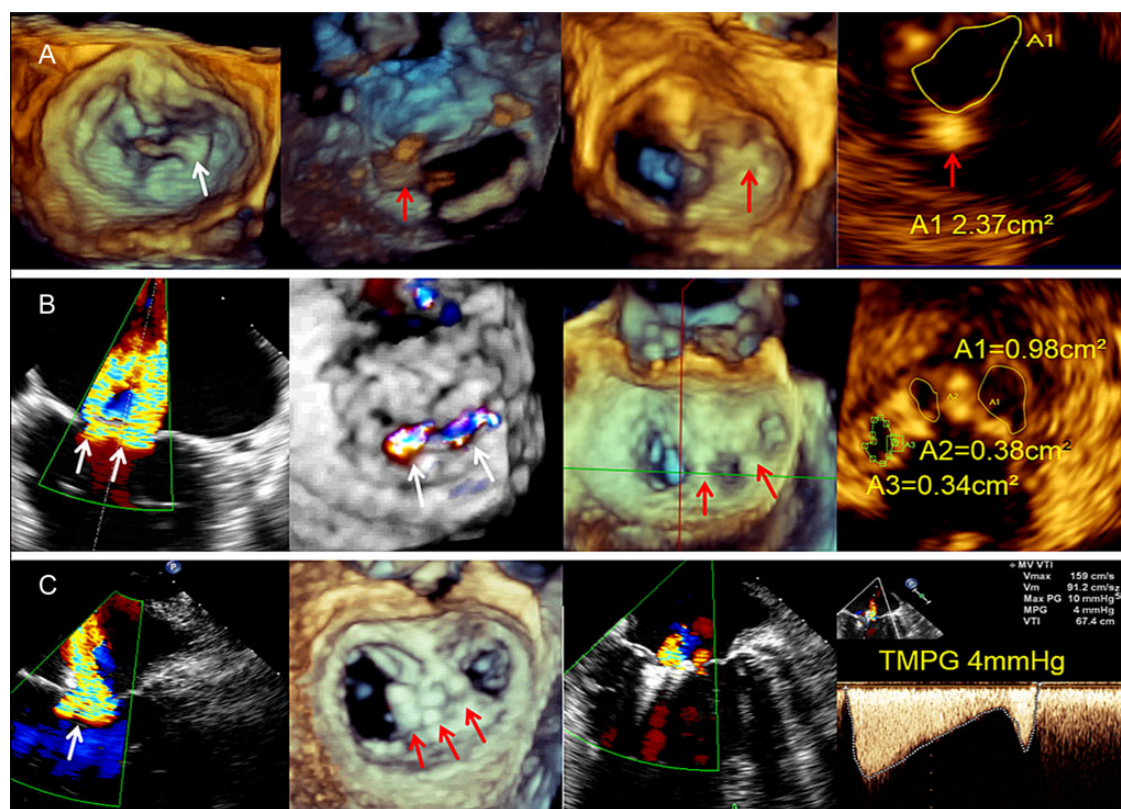 A
A1
A1 2.37cm²
B
A1=0.98cm²
A2
A1
A3
A2=0.38cm²
A3=0.34cm²
C
P
MV VTI
Vmax 159 cm/s
Vm 91.2 cm/s
Max PG 10 mmHg
MPG 4 mmHg
VTI 67.4 cm
TMPG 4mmHg